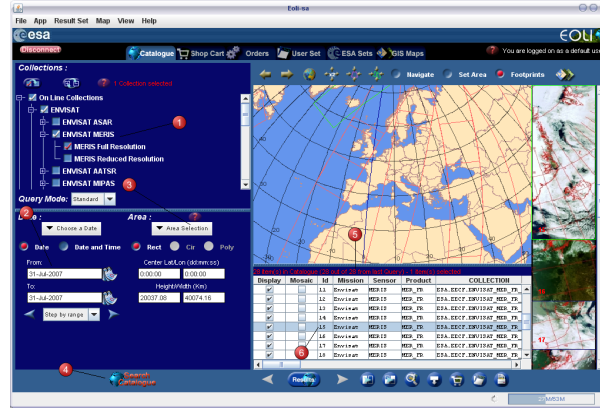 Eoli-sa
File App Result Set Map View Help
esa
EOLi
Disconnect
Catalogue Shop Cart Orders User Set ESA Sets GIS Maps
You are logged on as a default us
Collections :
1 Collection selected
Navigate Set Area Footprints
On Line Collections
ENVISAT
ENVISAT ASAR
1
ENVISAT MERIS
MERIS Full Resolution
MERIS Reduced Resolution
ENVISAT AATSR
ENVISAT MIPAS
3
Query Mode: Standard
2
Area :
Choose a Date
Area Selection
5
Date Date and Time
Rect Cir Poly
From:
Center Lat/Lon (dd:mm:ss)
31-Jul-2007
0:00:00 0:00:00
To:
Height/Width (Km)
31-Jul-2007
20037.08 40074.16
Step by range
Display Mosaic Id Mission Sensor Product COLLECTION
11 Envisat MERIS MER_FR ESA.EECF.ENVISAT_MER_FR
12 Envisat MERIS MER_FR ESA.EECF.ENVISAT_MER_FR
13 Envisat MERIS MER_FR ESA.EECF.ENVISAT_MER_FR
14 Envisat MERIS MER_FR ESA.EECF.ENVISAT_MER_FR
15 Envisat MERIS MER_FR ESA.EECF.ENVISAT_MER_FR
16 Envisat MERIS MER_FR ESA.EECF.ENVISAT_MER_FR
17 Envisat MERIS MER_FR ESA.EECF.ENVISAT_MER_FR
18 Envisat MERIS MER_FR ESA.EECF.ENVISAT_MER_FR
6
17
4
Search
Catalogue
Results